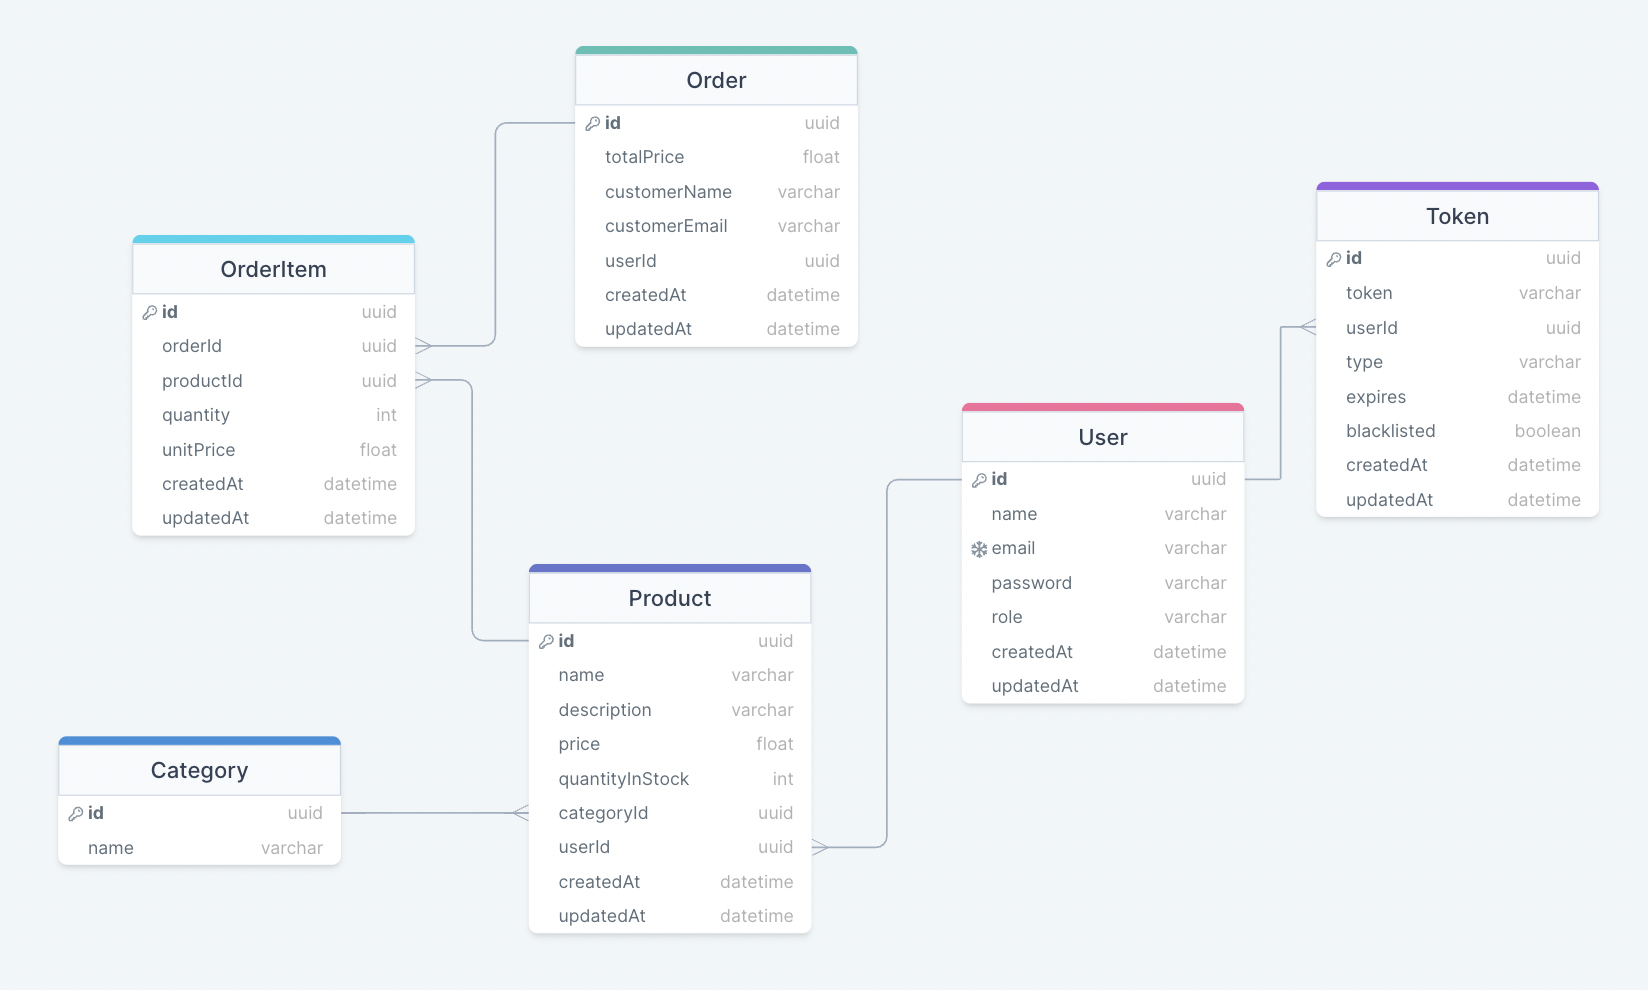 Order
id uuid
totalPrice float
customerName varchar
customerEmail varchar
userId uuid
createdAt datetime
updatedAt datetime
OrderItem
id uuid
orderId uuid
productId uuid
quantity int
unitPrice float
createdAt datetime
updatedAt datetime
Token
id uuid
token varchar
userId uuid
type varchar
expires datetime
blacklisted boolean
createdAt datetime
updatedAt datetime
User
id uuid
name varchar
email varchar
password varchar
role varchar
createdAt datetime
updatedAt datetime
Product
id uuid
name varchar
description varchar
price float
quantityInStock int
categoryId uuid
userId uuid
createdAt datetime
updatedAt datetime
Category
id uuid
name varchar